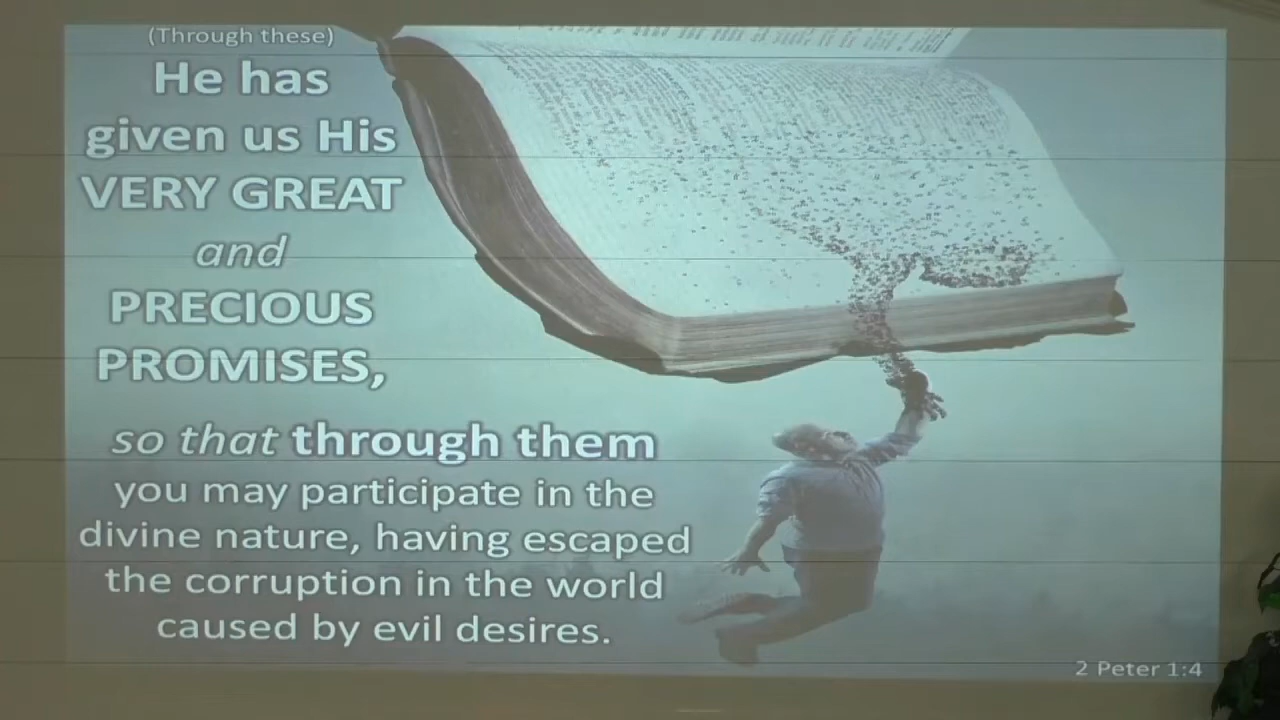 (Through these)
He has
given us His
VERY GREAT
and
PRECIOUS
PROMISES,
so that through them
you may participate in the
divine nature, having escaped
the corruption in the world
caused by evil desires.
2 Peter 1:4